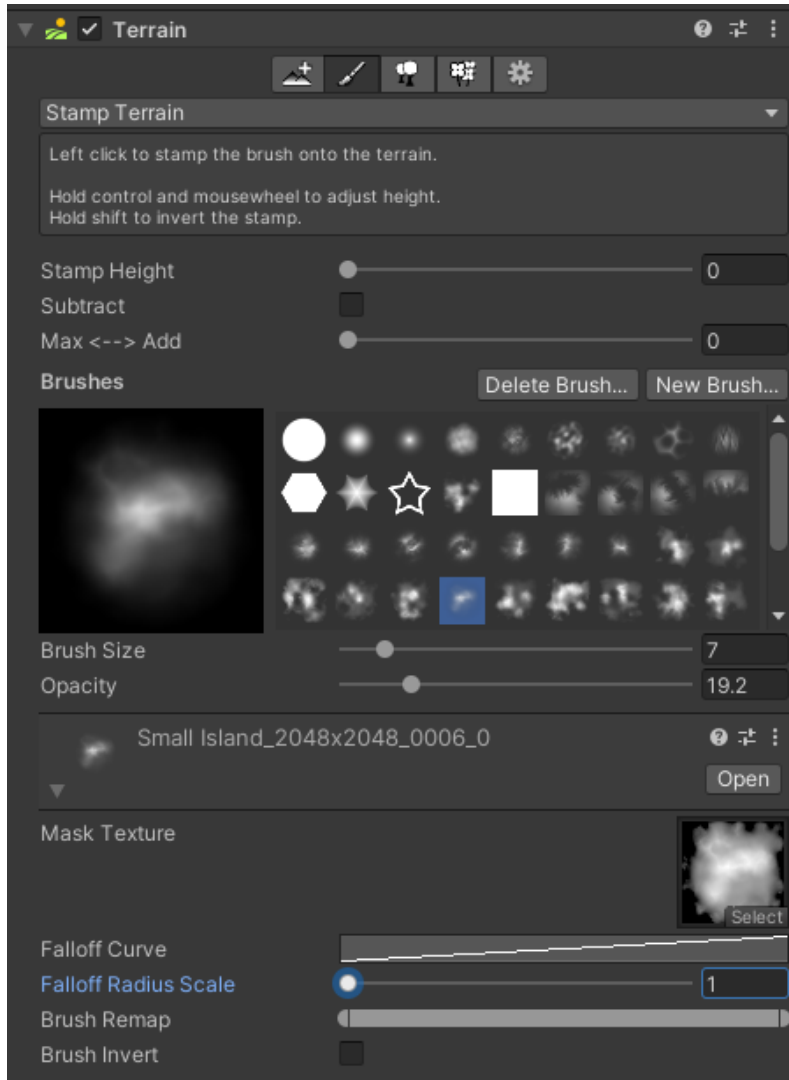 Terrain
Stamp Terrain
Left click to stamp the brush onto the terrain.
Hold control and mousewheel to adjust height.
Hold shift to invert the stamp.
Stamp Height 0
Subtract
Max <--> Add 0
Brushes Delete Brush... New Brush...
Brush Size 7
Opacity 19.2
Small Island_2048x2048_0006_0
Open
Mask Texture
Select
Falloff Curve
Falloff Radius Scale 1
Brush Remap
Brush Invert